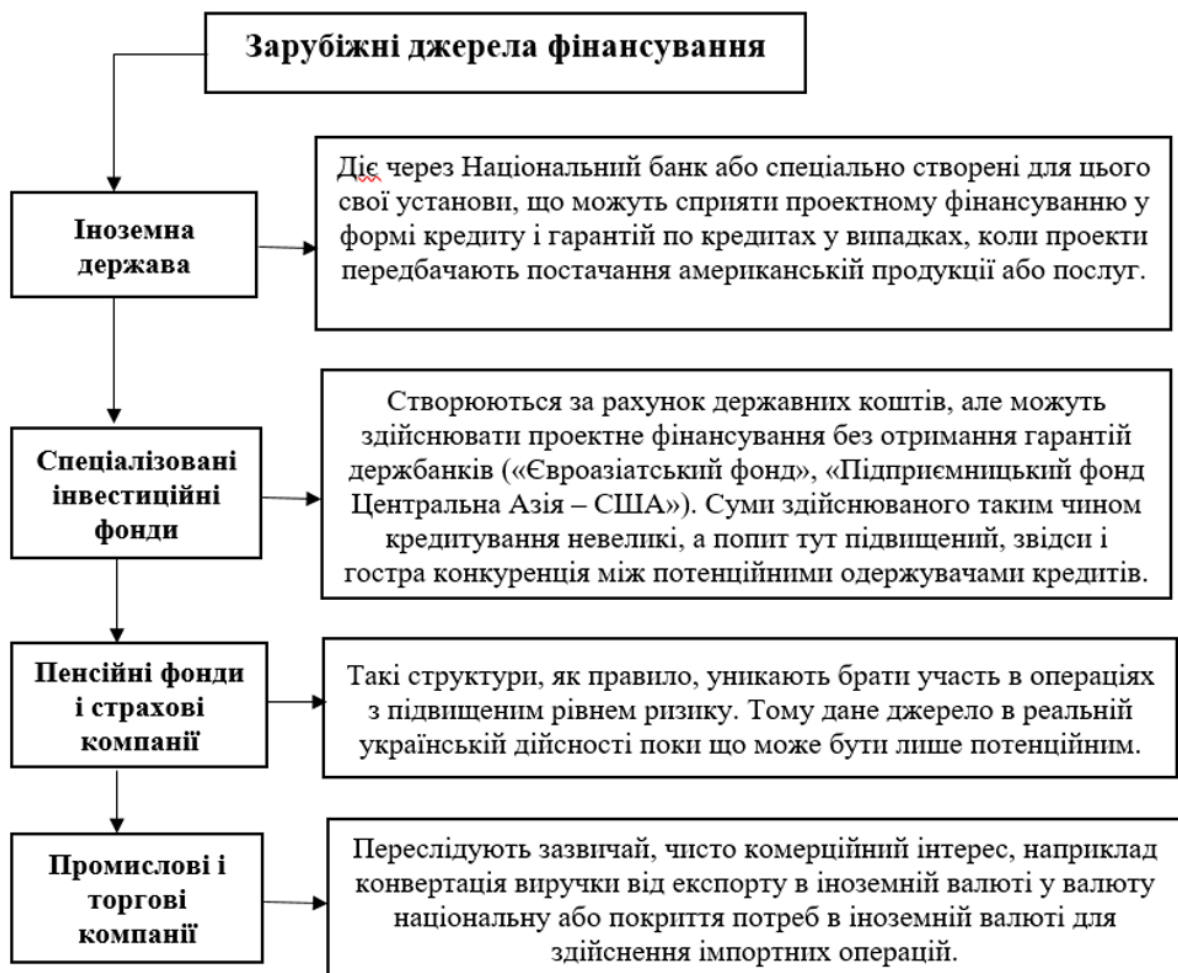 Зарубіжні джерела фінансування
Іноземна
держава
Діє через Національний банк або спеціально створені для цього
свої установи, що можуть сприяти проектному фінансуванню у
формі кредиту і гарантій по кредитах у випадках, коли проекти
передбачають постачання американській продукції або послуг.
Спеціалізовані
інвестиційні
фонди
Створюються за рахунок державних коштів, але можуть
здійснювати проектне фінансування без отримання гарантій
держбанків («Євроазіатський фонд», «Підприємницький фонд
Центральна Азія – США»). Суми здійснюваного таким чином
кредитування невеликі, а попит тут підвищений, звідси і
гостра конкуренція між потенційними одержувачами кредитів.
Пенсійні фонди
і страхові
компанії
Такі структури, як правило, уникають брати участь в операціях
з підвищеним рівнем ризику. Тому дане джерело в реальній
українській дійсності поки що може бути лише потенційним.
Промислові і
торгові
компанії
Переслідують зазвичай, чисто комерційний інтерес, наприклад
конвертація виручки від експорту в іноземній валюті у валюту
національну або покриття потреб в іноземній валюті для
здійснення імпортних операцій.